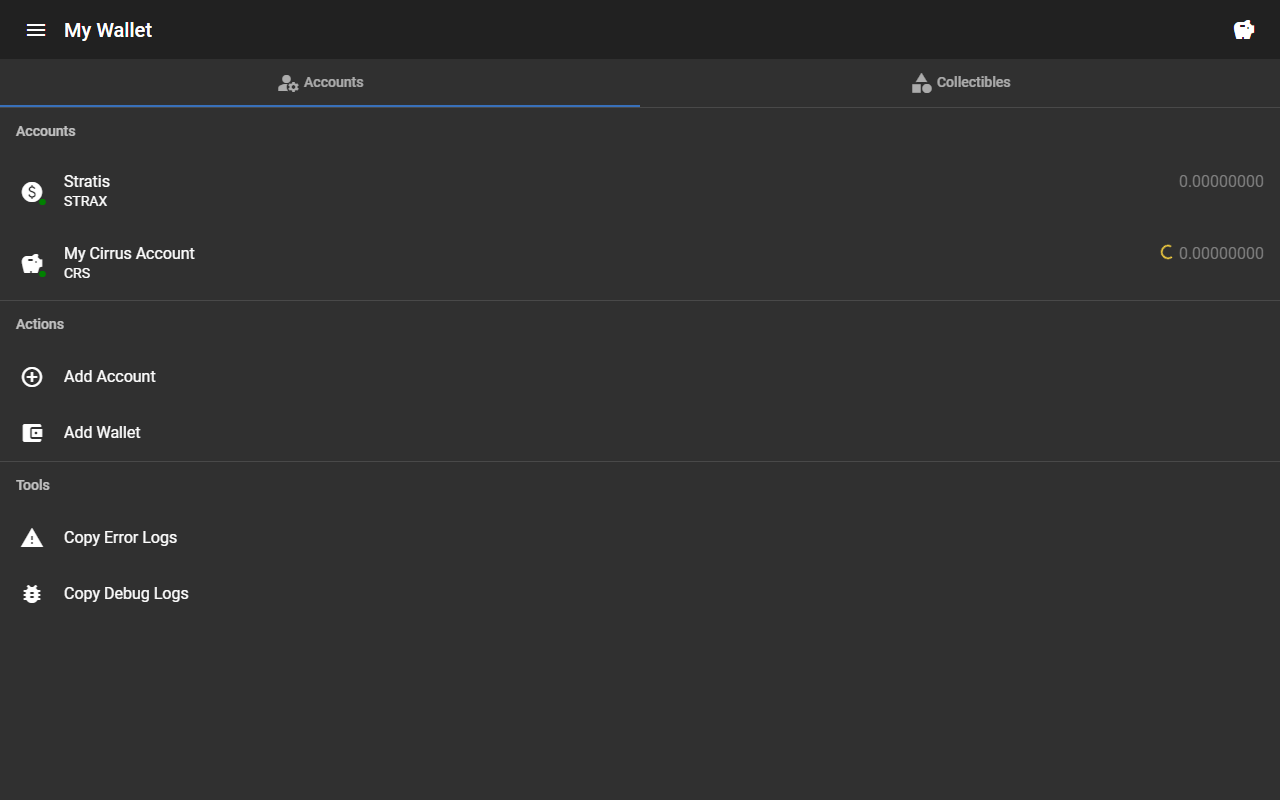 My Wallet
Accounts
Collectibles
Accounts
Stratis
0.00000000
STRAX
My Cirrus Account
0.00000000
CRS
Actions
Add Account
Add Wallet
Tools
Copy Error Logs
Copy Debug Logs